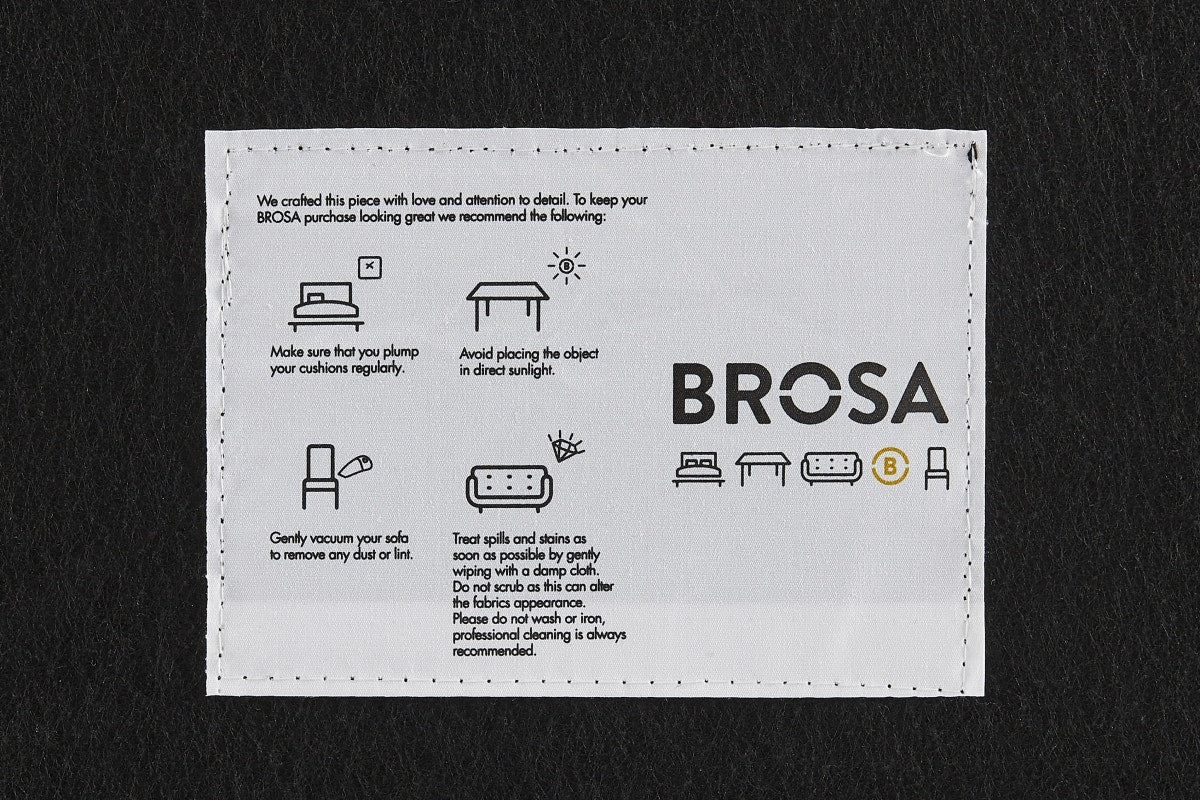 We crafted this piece with love and attention to detail. To keep your
BROSA purchase looking great we recommend the following:
B
Make sure that you plump
your cushions regularly.
Avoid placing the object
in direct sunlight.
Gently vacuum your sofa
to remove any dust or lint.
Treat spills and stains as
soon as possible by gently
wiping with a damp cloth.
Do not scrub as this can alter
the fabrics appearance.
Please do not wash or iron,
professional cleaning is always
recommended.
BROSA
B